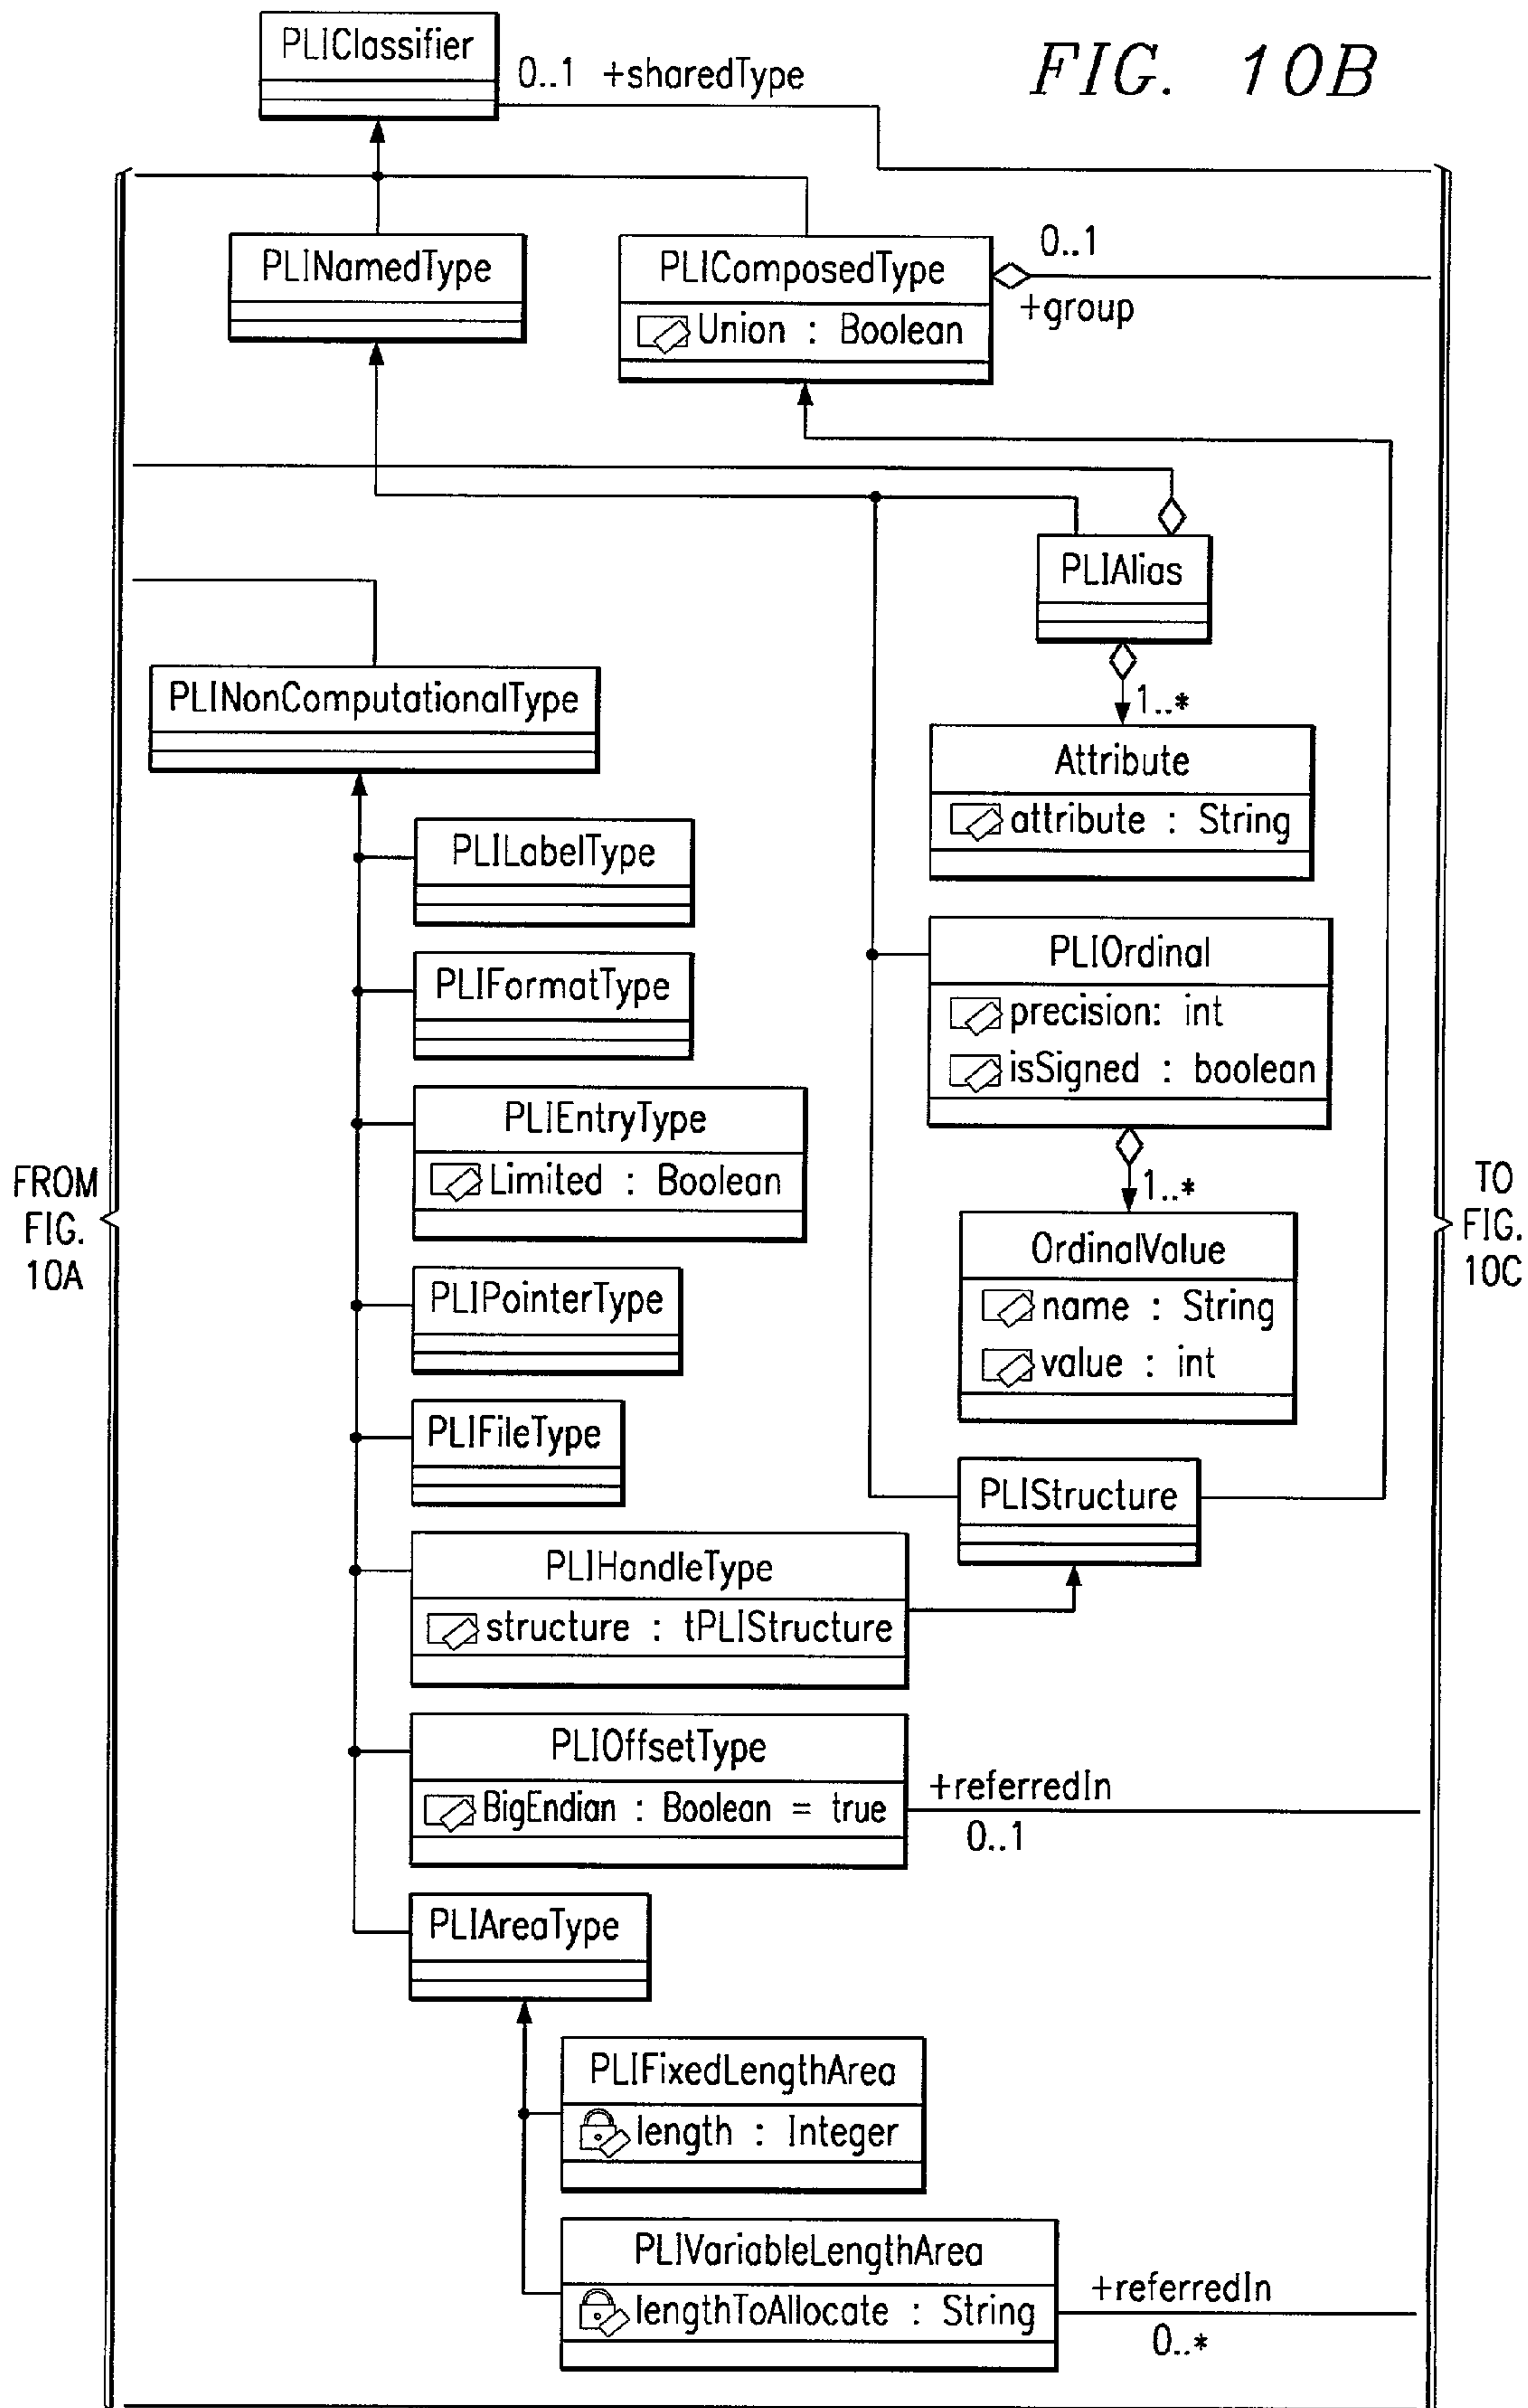 FIG. 10B
PLIClassifier
0..1 +sharedType
PLINamedType
PLIComposedType
Union : Boolean
0..1
+group
PLIAlias
1..*
PLINonComputationalType
Attribute
attribute : String
PLILabelType
PLIFormatType
PLIOrdinal
precision: int
isSigned : boolean
PLIEntryType
Limited : Boolean
1..*
FROM
FIG.
10A
TO
FIG.
10C
OrdinalValue
name : String
value : int
PLIPointerType
PLIFileType
PLIStructure
PLIHandleType
structure : tPLIStructure
PLIOffsetType
BigEndian : Boolean = true
+referredIn
0..1
PLIAreaType
PLIFixedLengthArea
length : Integer
PLIVariableLengthArea
lengthToAllocate : String
+referredIn
0..*